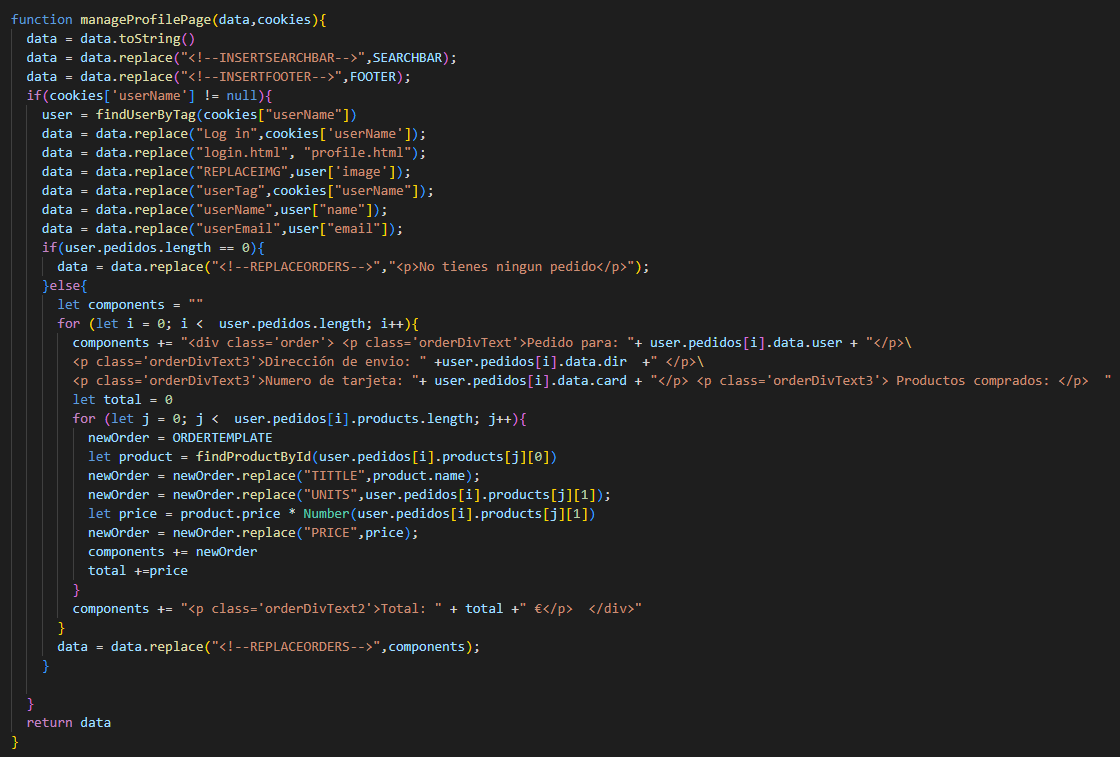 function manageProfilePage(data,cookies){
  data = data.toString()
  data = data.replace("<!--INSERTSEARCHBAR-->",SEARCHBAR);
  data = data.replace("<!--INSERTFOOTER-->",FOOTER);
  if(cookies['userName'] != null){
    user = findUserByTag(cookies["userName"])
    data = data.replace("Log in",cookies['userName']);
    data = data.replace("login.html", "profile.html");
    data = data.replace("REPLACEIMG",user['image']);
    data = data.replace("userTag",cookies["userName"]);
    data = data.replace("userName",user["name"]);
    data = data.replace("userEmail",user["email"]);
    if(user.pedidos.length == 0){
      data = data.replace("<!--REPLACEORDERS-->","<p>No tienes ningun pedido</p>");
    }else{
      let components = ""
      for (let i = 0; i <  user.pedidos.length; i++){
        components += "<div class='order'> <p class='orderDivText'>Pedido para: "+ user.pedidos[i].data.user + "</p>\
        <p class='orderDivText3'>Dirección de envio: " +user.pedidos[i].data.dir  +" </p>\
        <p class='orderDivText3'>Numero de tarjeta: "+ user.pedidos[i].data.card + "</p> <p class='orderDivText3'> Productos comprados: </p>  "
        let total = 0
        for (let j = 0; j <  user.pedidos[i].products.length; j++){
          newOrder = ORDERTEMPLATE
          let product = findProductById(user.pedidos[i].products[j][0])
          newOrder = newOrder.replace("TITTLE",product.name);
          newOrder = newOrder.replace("UNITS",user.pedidos[i].products[j][1]);
          let price = product.price * Number(user.pedidos[i].products[j][1])
          newOrder = newOrder.replace("PRICE",price);
          components += newOrder
          total +=price
        }
        components += "<p class='orderDivText2'>Total: " + total +" €</p>  </div>"
      }
      data = data.replace("<!--REPLACEORDERS-->",components);
    }

  }
  return data
}